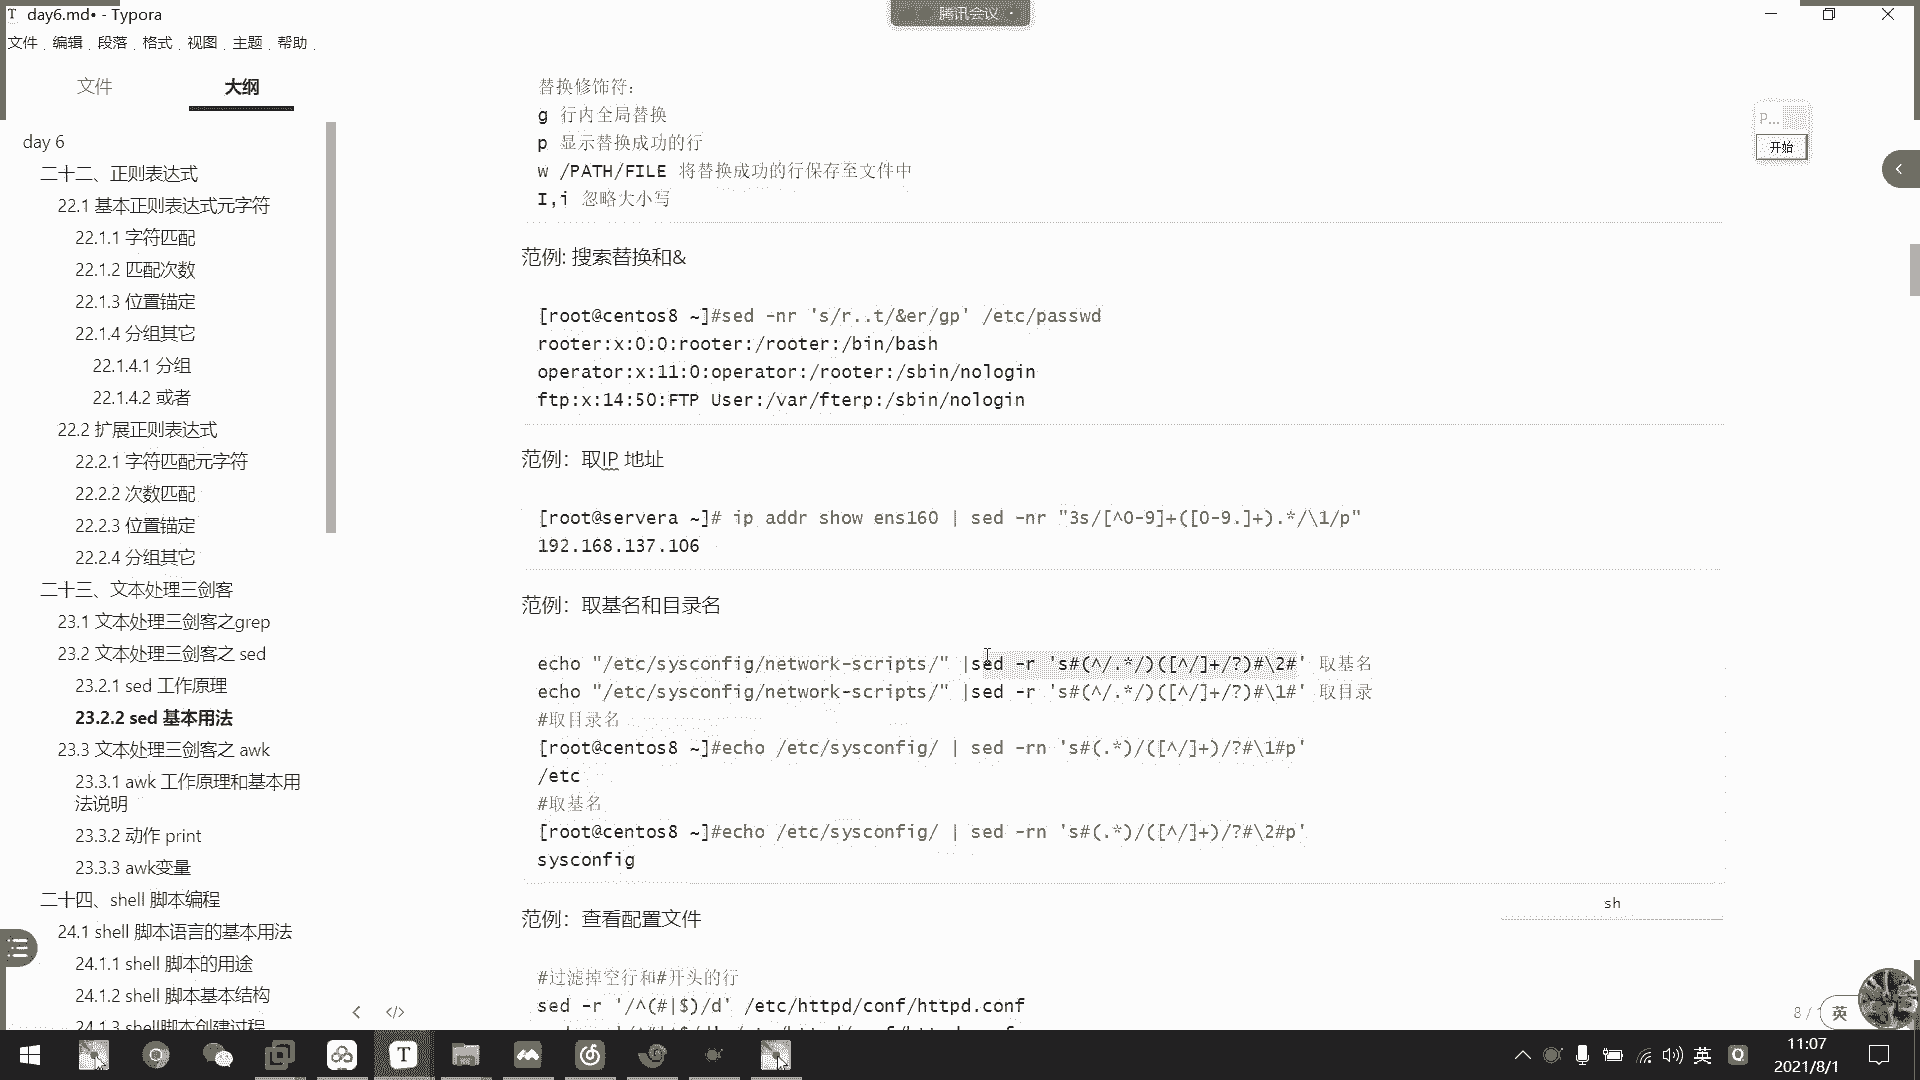 day6.md• - Typora
腾讯会议
文件 编辑 段落 格式 视图 主题 帮助
文件 大纲
day 6
二十二、正则表达式
22.1 基本正则表达式元字符
22.1.1 字符匹配
22.1.2 匹配次数
22.1.3 位置锚定
22.1.4 分组其它
22.1.4.1 分组
22.1.4.2 或者
22.2 扩展正则表达式
22.2.1 字符匹配元字符
22.2.2 次数匹配
22.2.3 位置锚定
22.2.4 分组其它
二十三、文本处理三剑客
23.1 文本处理三剑客之grep
23.2 文本处理三剑客之 sed
23.2.1 sed 工作原理
23.2.2 sed 基本用法
23.3 文本处理三剑客之 awk
23.3.1 awk 工作原理和基本用
法说明
23.3.2 动作 print
23.3.3 awk变量
二十四、shell 脚本编程
24.1 shell 脚本语言的基本用法
24.1.1 shell 脚本的用途
24.1.2 shell 脚本基本结构
24.1.3 shell脚本创建过程
替换修饰符:
g 行内全局替换
p 显示替换成功的行
w /PATH/FILE 将替换成功的行保存至文件中
I,i 忽略大小写
范例: 搜索替换和&
[root@centos8 ~]#sed -nr 's/r..t/&er/gp' /etc/passwd
rooter:x:0:0:rooter:/rooter:/bin/bash
operator:x:11:0:operator:/rooter:/sbin/nologin
ftp:x:14:50:FTP User:/var/fterp:/sbin/nologin
范例：取IP 地址
[root@servera ~]# ip addr show ens160 | sed -nr "3s/[^0-9]+([0-9.]+).*/\1/p"
192.168.137.106
范例：取基名和目录名
echo "/etc/sysconfig/network-scripts/" |sed -r 's#(^/.*/)([^/]+/?)#\2#' 取基名
echo "/etc/sysconfig/network-scripts/" |sed -r 's#(^/.*/)([^/]+/?)#\1#' 取目录
#取目录名
[root@centos8 ~]#echo /etc/sysconfig/ | sed -rn 's#(.*)/([^/]+)/?#\1#p'
/etc
#取基名
[root@centos8 ~]#echo /etc/sysconfig/ | sed -rn 's#(.*)/([^/]+)/?#\2#p'
sysconfig
sh
范例：查看配置文件
#过滤掉空行和#开头的行
sed -r '/^(#|$)/d' /etc/httpd/conf/httpd.conf
P...
开始
8 /
英
英
11:07
2021/8/1